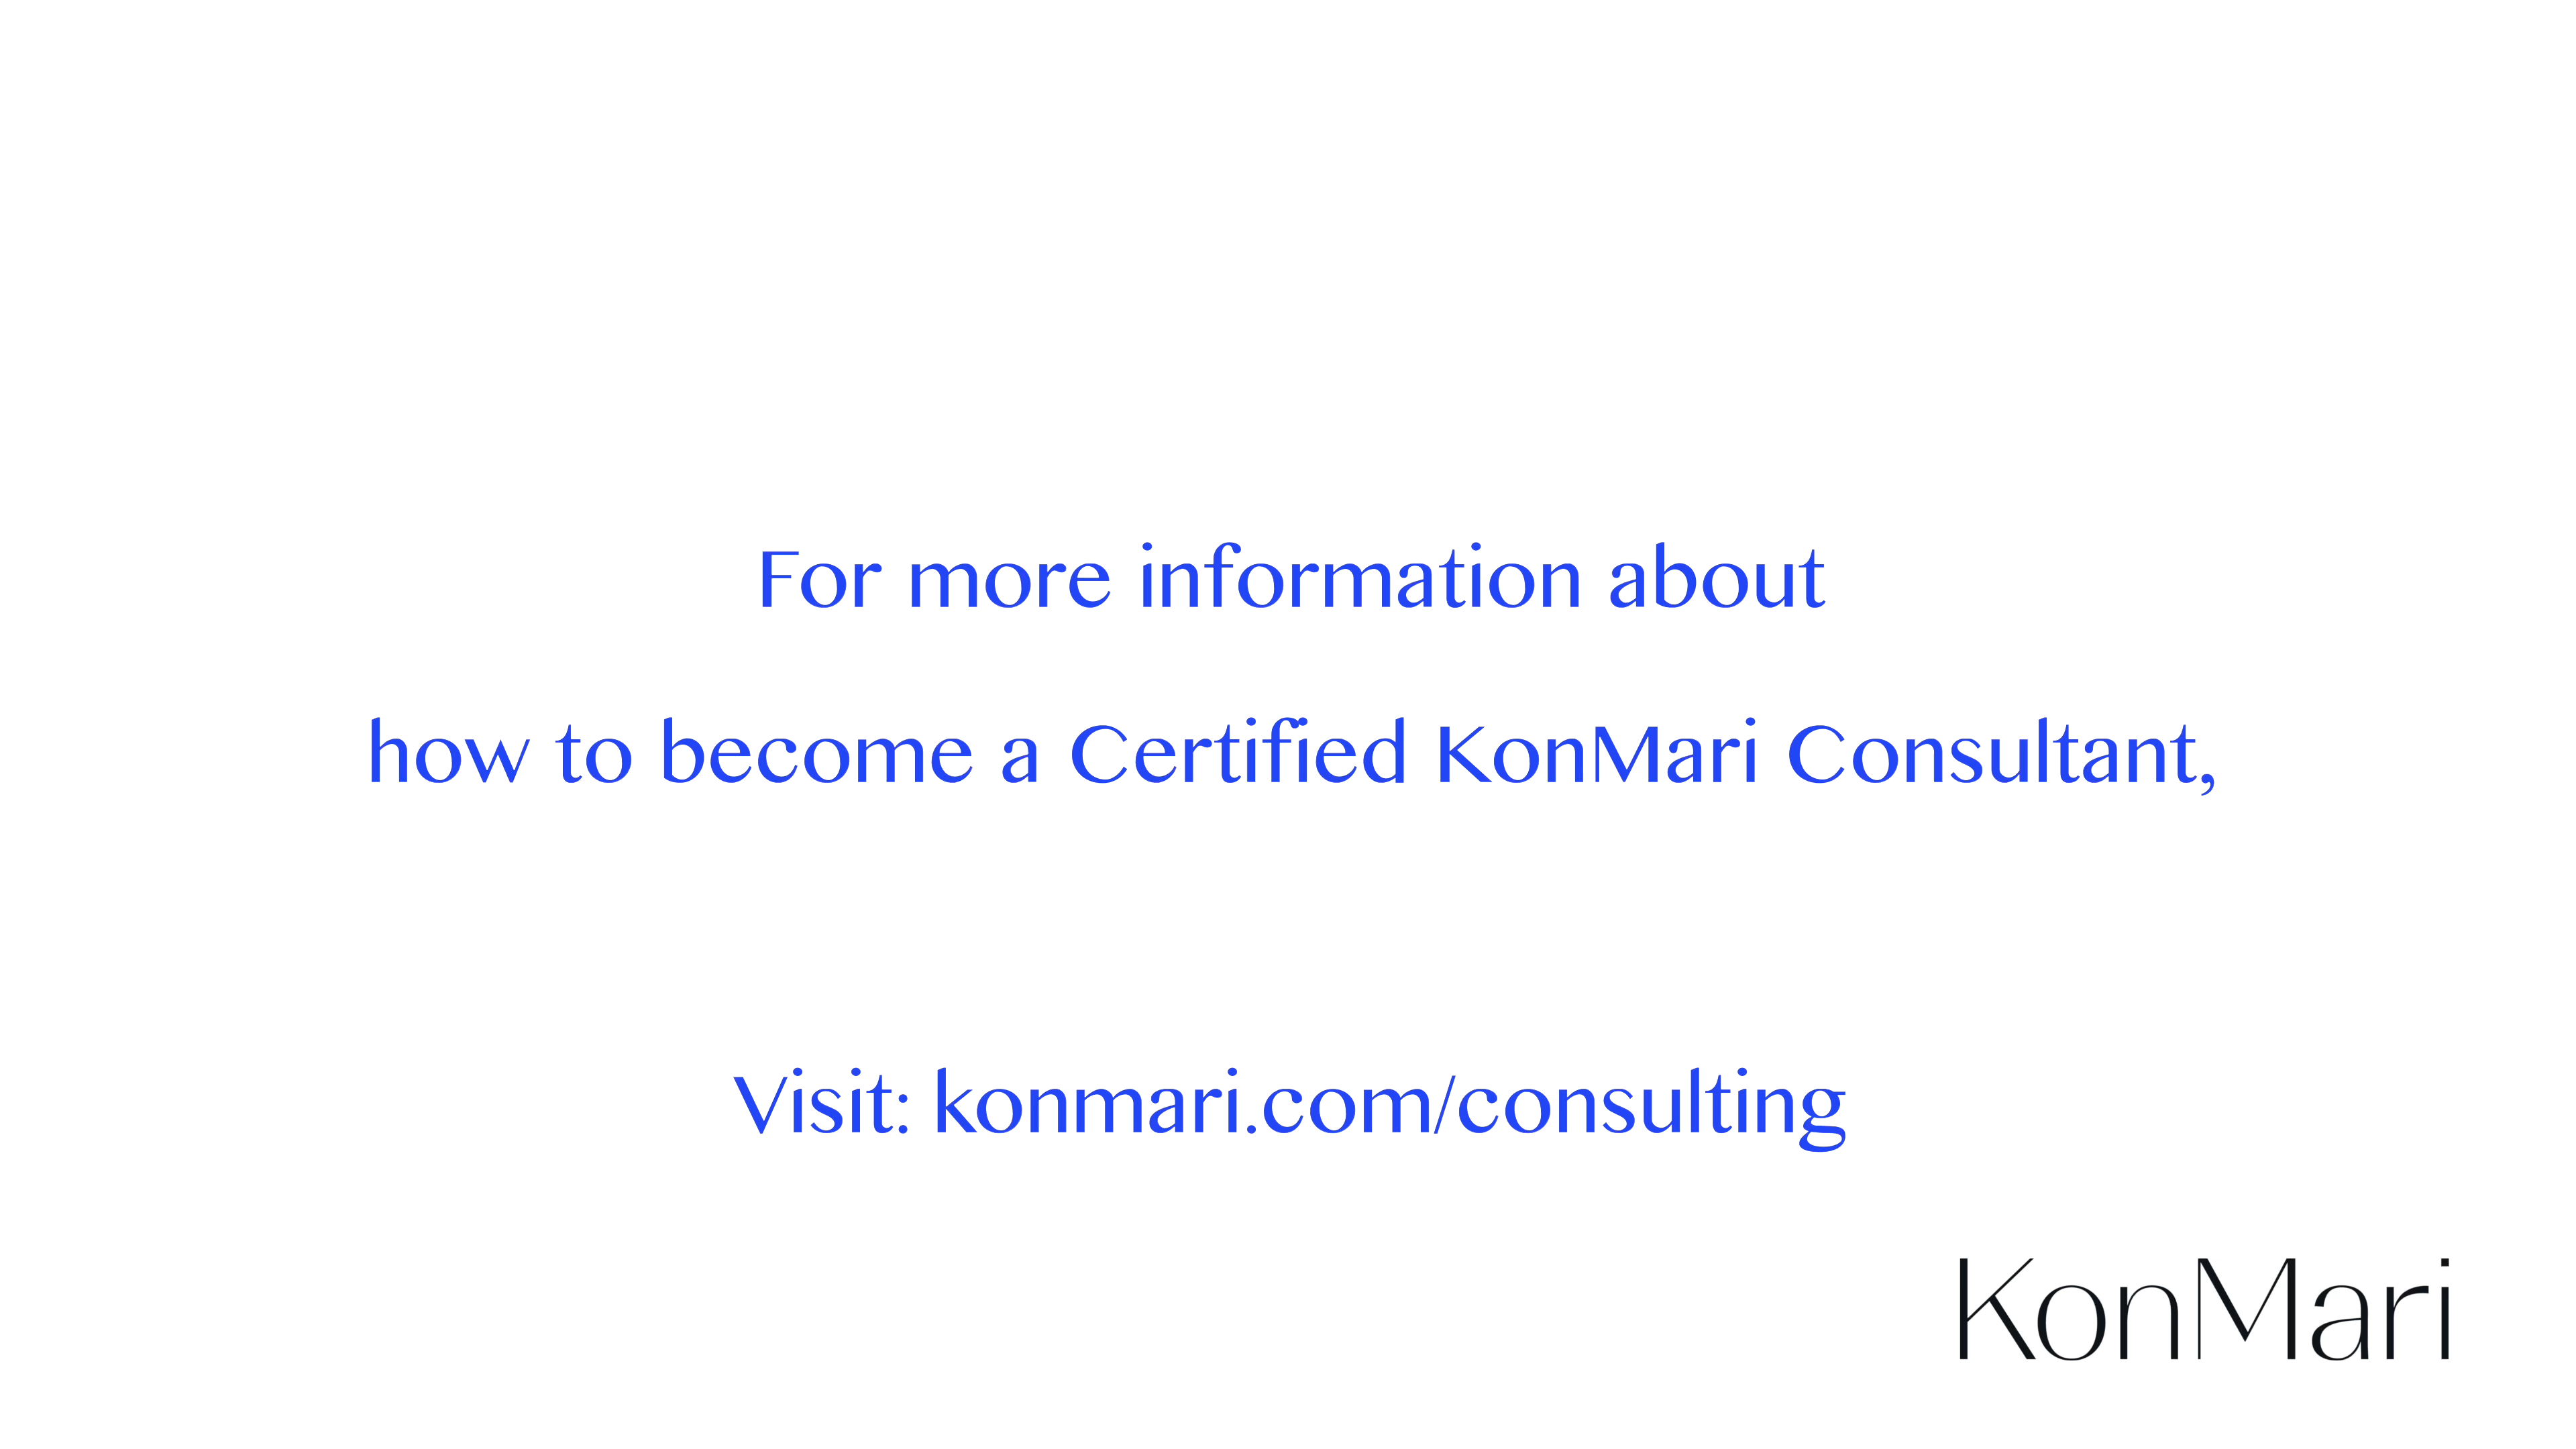 For more information about
how to become a Certified KonMari Consultant,
Visit: konmari.com/consulting
KonMari